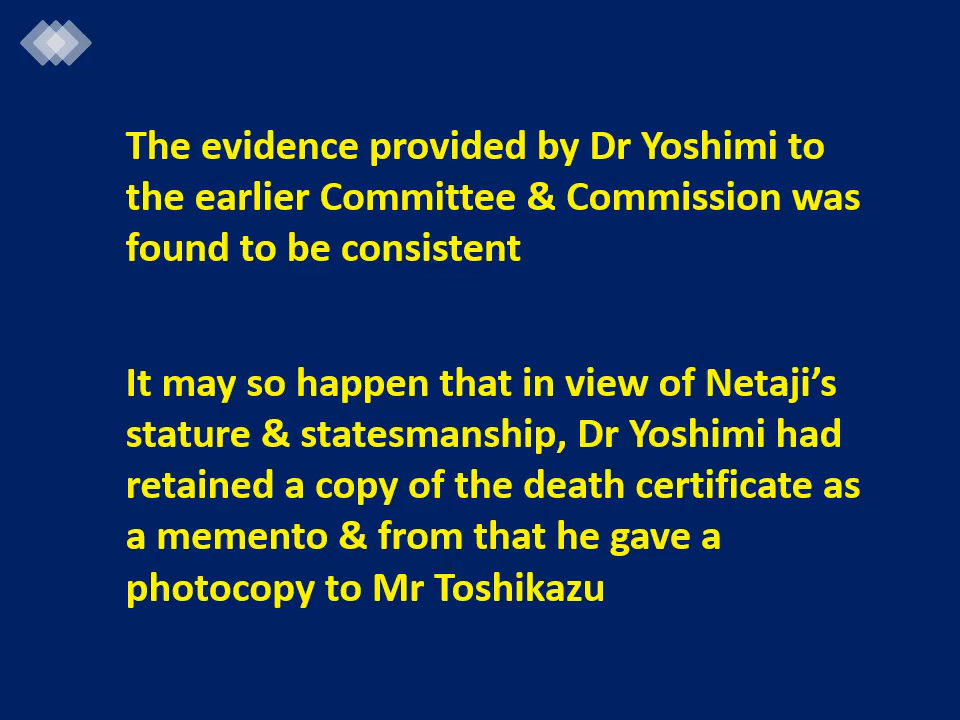 The evidence provided by Dr Yoshimi to
the earlier Committee & Commission was
found to be consistent
It may so happen that in view of Netaji’s
stature & statesmanship, Dr Yoshimi had
retained a copy of the death certificate as
a memento & from that he gave a
photocopy to Mr Toshikazu